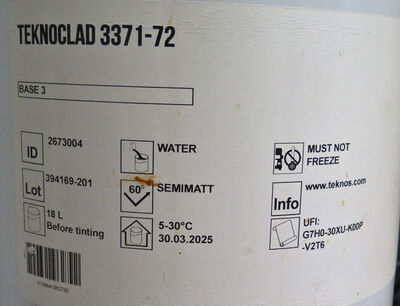 TEKNOCLAD 3371-72
BASE 3
ID 2673004
WATER
MUST NOT
FREEZE
Lot 394169-201
60° SEMIMATT
Info www.teknos.com
18 L
Before tinting
5-30°C
30.03.2025
UFI:
G7H0-30XU-K00P
-V2T6